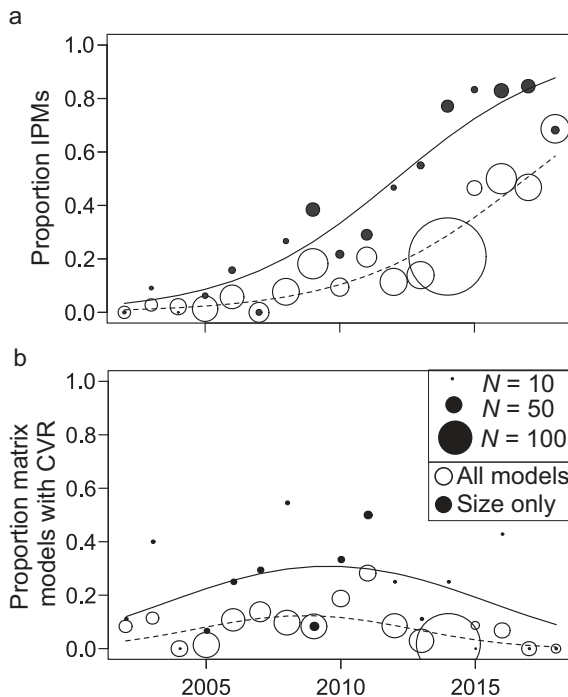 a
1.0
0.8
0.6
0.4
0.2
0.0
Proportion IPMs
b
1.0
0.8
0.6
0.4
0.2
0.0
Proportion matrix
models with CVR
N = 10
N = 50
N = 100
All models
Size only
2005 2010 2015